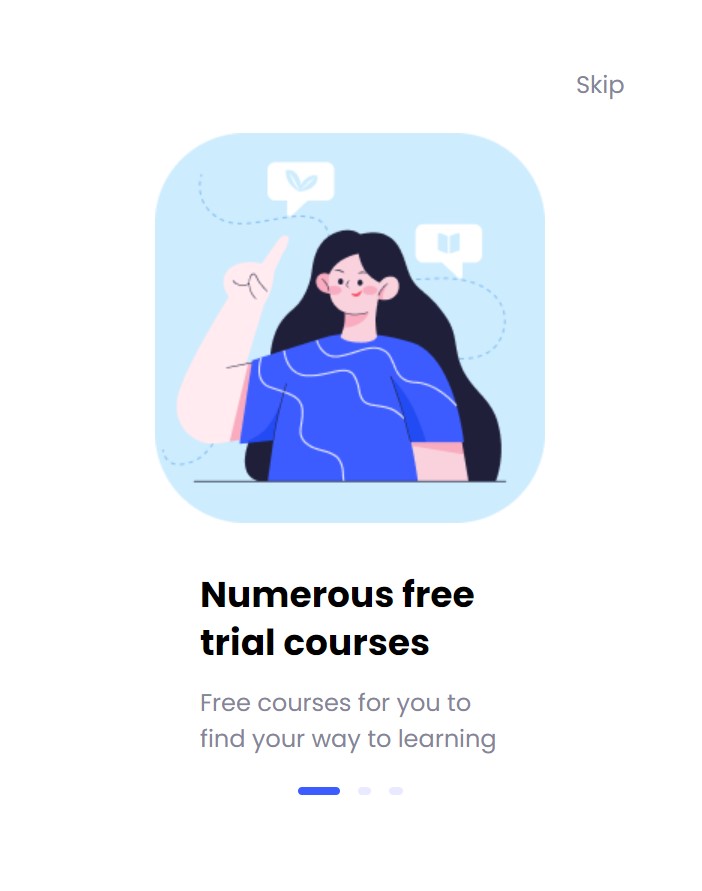 Skip
Numerous free
trial courses
Free courses for you to
find your way to learning